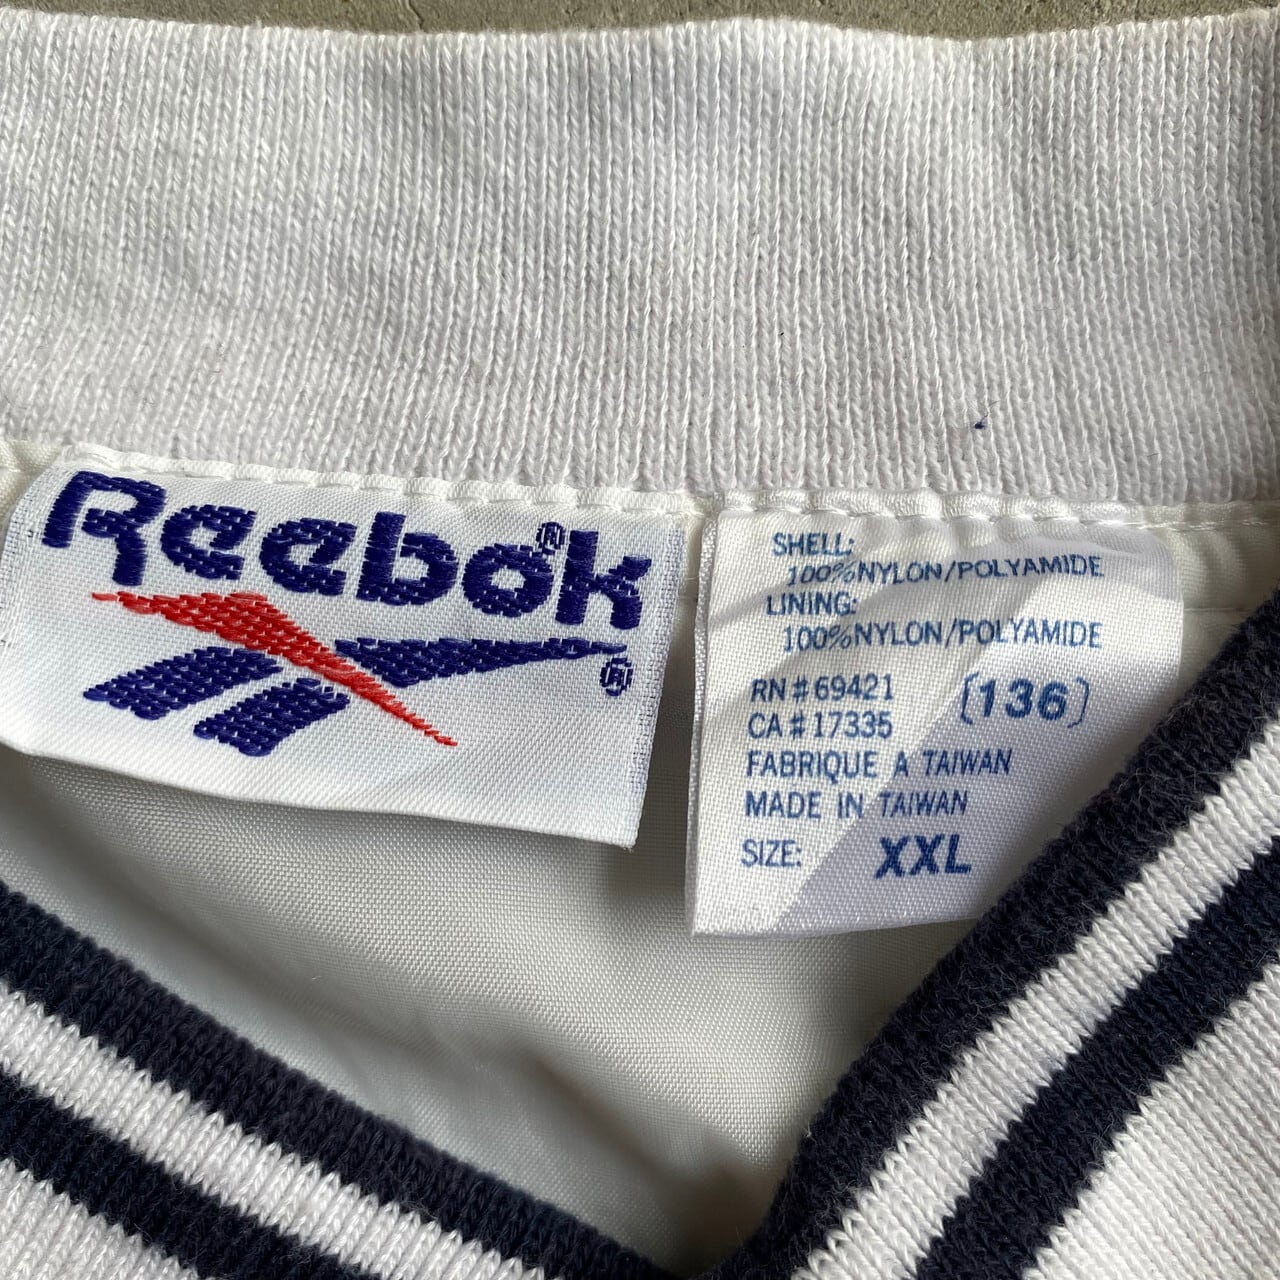 Reebok®
®
SHELL:
100%NYLON/POLYAMIDE
LINING:
100%NYLON/POLYAMIDE
RN#69421 [136]
CA#17335
FABRIQUE A TAIWAN
MADE IN TAIWAN
SIZE: XXL